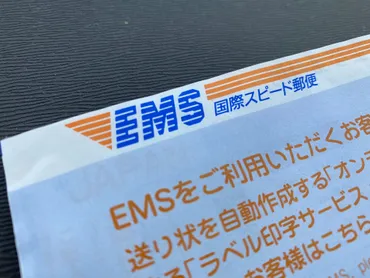 EMS 国際スピード郵便
EMSをご利用いただくお客
送り状を自動作成する「オンラ
る「ラベル印字サービス
お客様はこちら